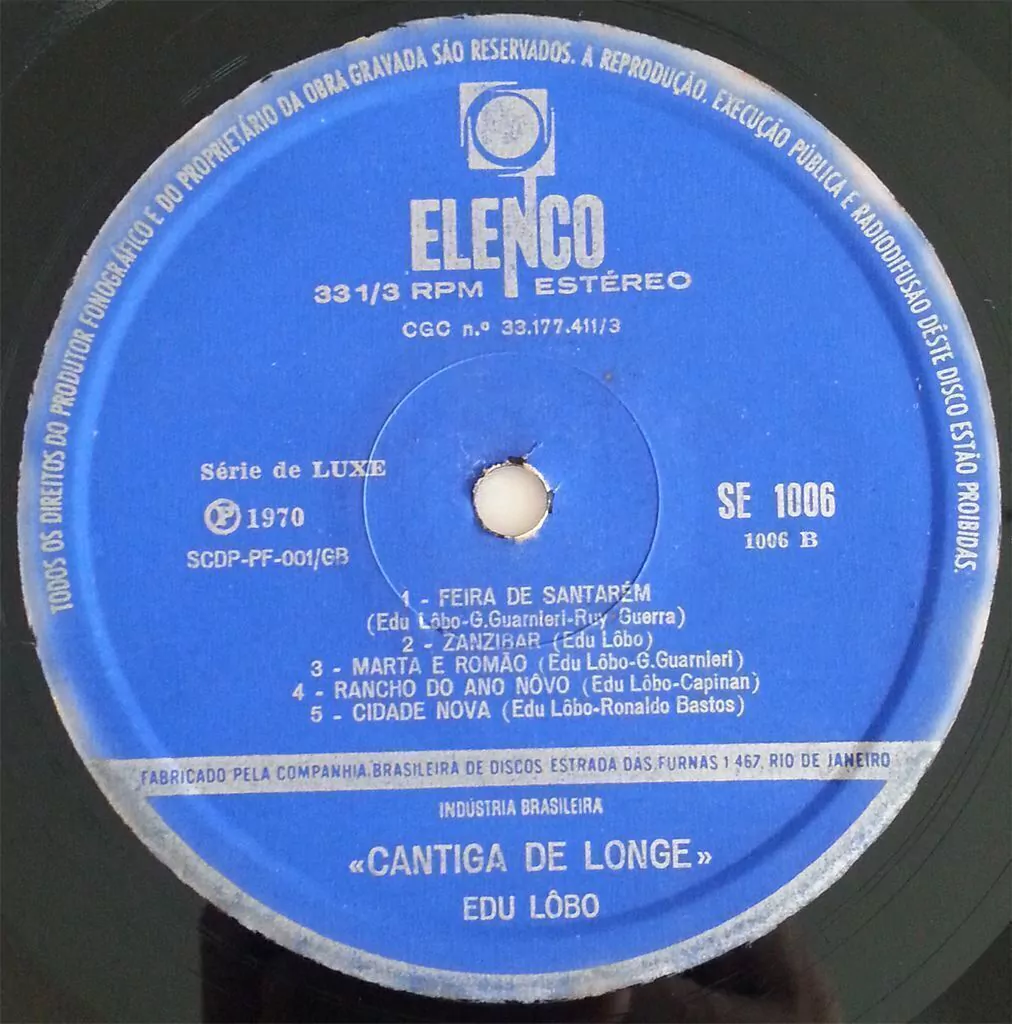 TODOS OS DIREITOS DO PRODUTOR FONOGRÁFICO E DO PROPRIETÁRIO DA OBRA GRAVADA SÃO RESERVADOS. A REPRODUÇÃO, EXECUÇÃO PÚBLICA E RADIODIFUSÃO DÊSTE DISCO ESTÃO PROIBIDAS.
ELENCO
33 1/3 RPM ESTÉREO
CGC n.º 33.177.411/3
Série de LUXE
℗ 1970
SCDP-PF-001/GB
SE 1006
1006 B
1 - FEIRA DE SANTARÉM
(Edu Lôbo-G.Guarnieri-Ruy Guerra)
2 - ZANZIBAR (Edu Lôbo)
3 - MARTA E ROMÃO (Edu Lôbo-G.Guarnieri)
4 - RANCHO DO ANO NÔVO (Edu Lôbo-Capinan)
5 - CIDADE NOVA (Edu Lôbo-Ronaldo Bastos)
FABRICADO PELA COMPANHIA BRASILEIRA DE DISCOS ESTRADA DAS FURNAS 1 467, RIO DE JANEIRO
INDÚSTRIA BRASILEIRA
«CANTIGA DE LONGE»
EDU LÔBO